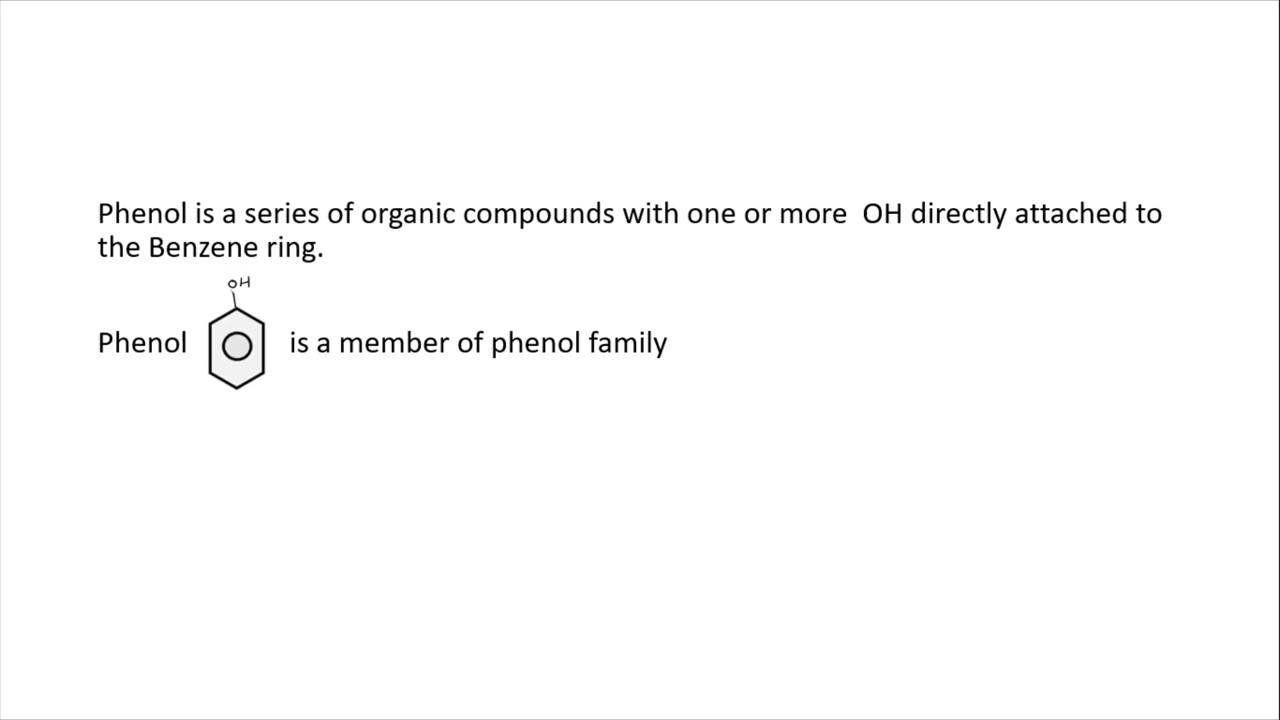 Phenol is a series of organic compounds with one or more  OH directly attached to
the Benzene ring.
OH
Phenol is a member of phenol family